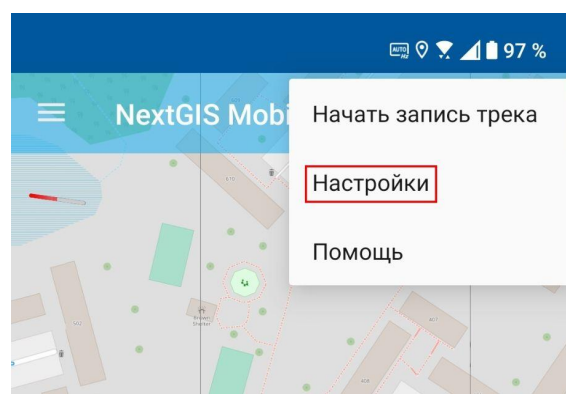 97 %
NextGIS Mobi
Начать запись трека
Настройки
Помощь